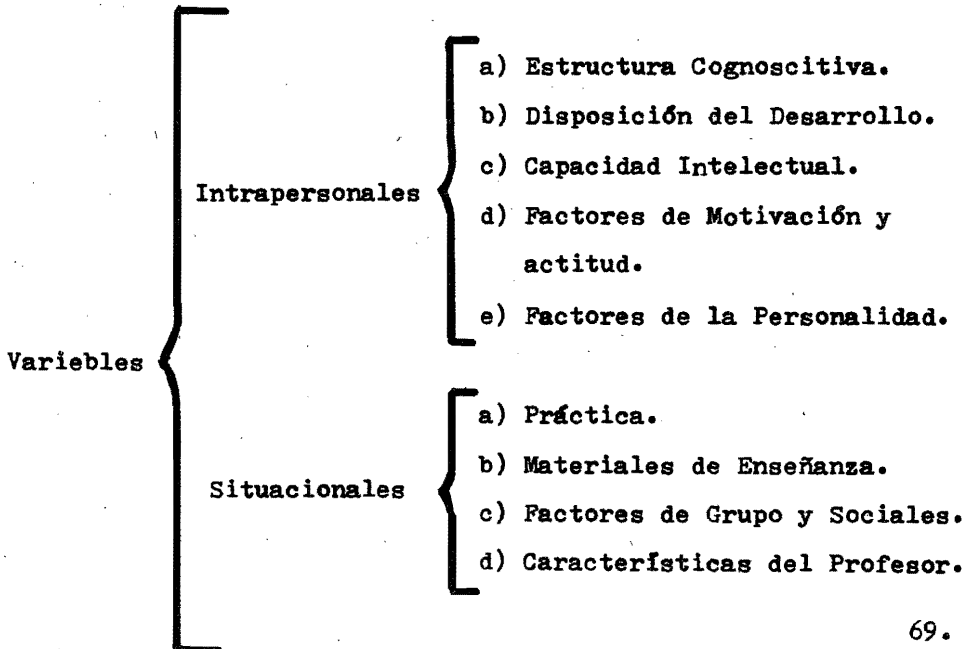 Variebles
Intrapersonales
a) Estructura Cognoscitiva.
b) Disposición del Desarrollo.
c) Capacidad Intelectual.
d) Factores de Motivación y
actitud.
e) Factores de la Personalidad.
Situacionales
a) Práctica.
b) Materiales de Enseñanza.
c) Factores de Grupo y Sociales.
d) Características del Profesor.
69.